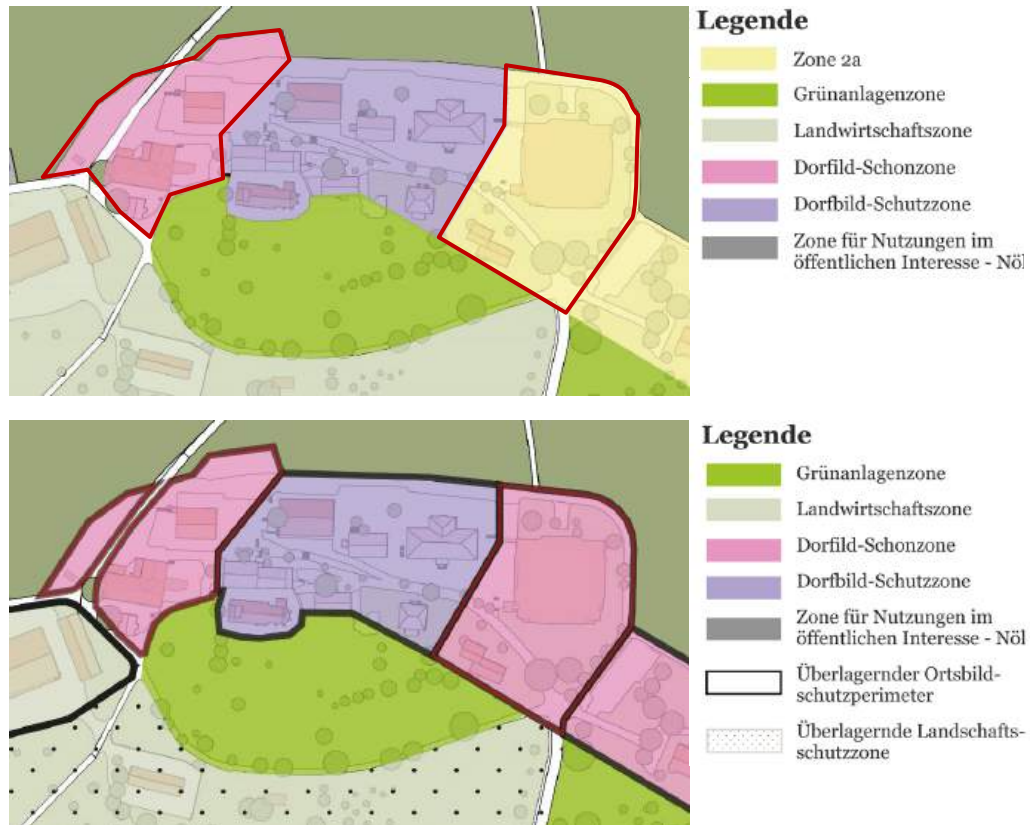 Legende
Zone 2a
Grünanlagenzone
Landwirtschaftszone
Dorfild-Schonzone
Dorfbild-Schutzzone
Zone für Nutzungen im
öffentlichen Interesse - Nöl
Legende
Grünanlagenzone
Landwirtschaftszone
Dorfild-Schonzone
Dorfbild-Schutzzone
Zone für Nutzungen im
öffentlichen Interesse - Nöl
Überlagernder Ortsbild-
schutzperimeter
Überlagernde Landschafts-
schutzzone